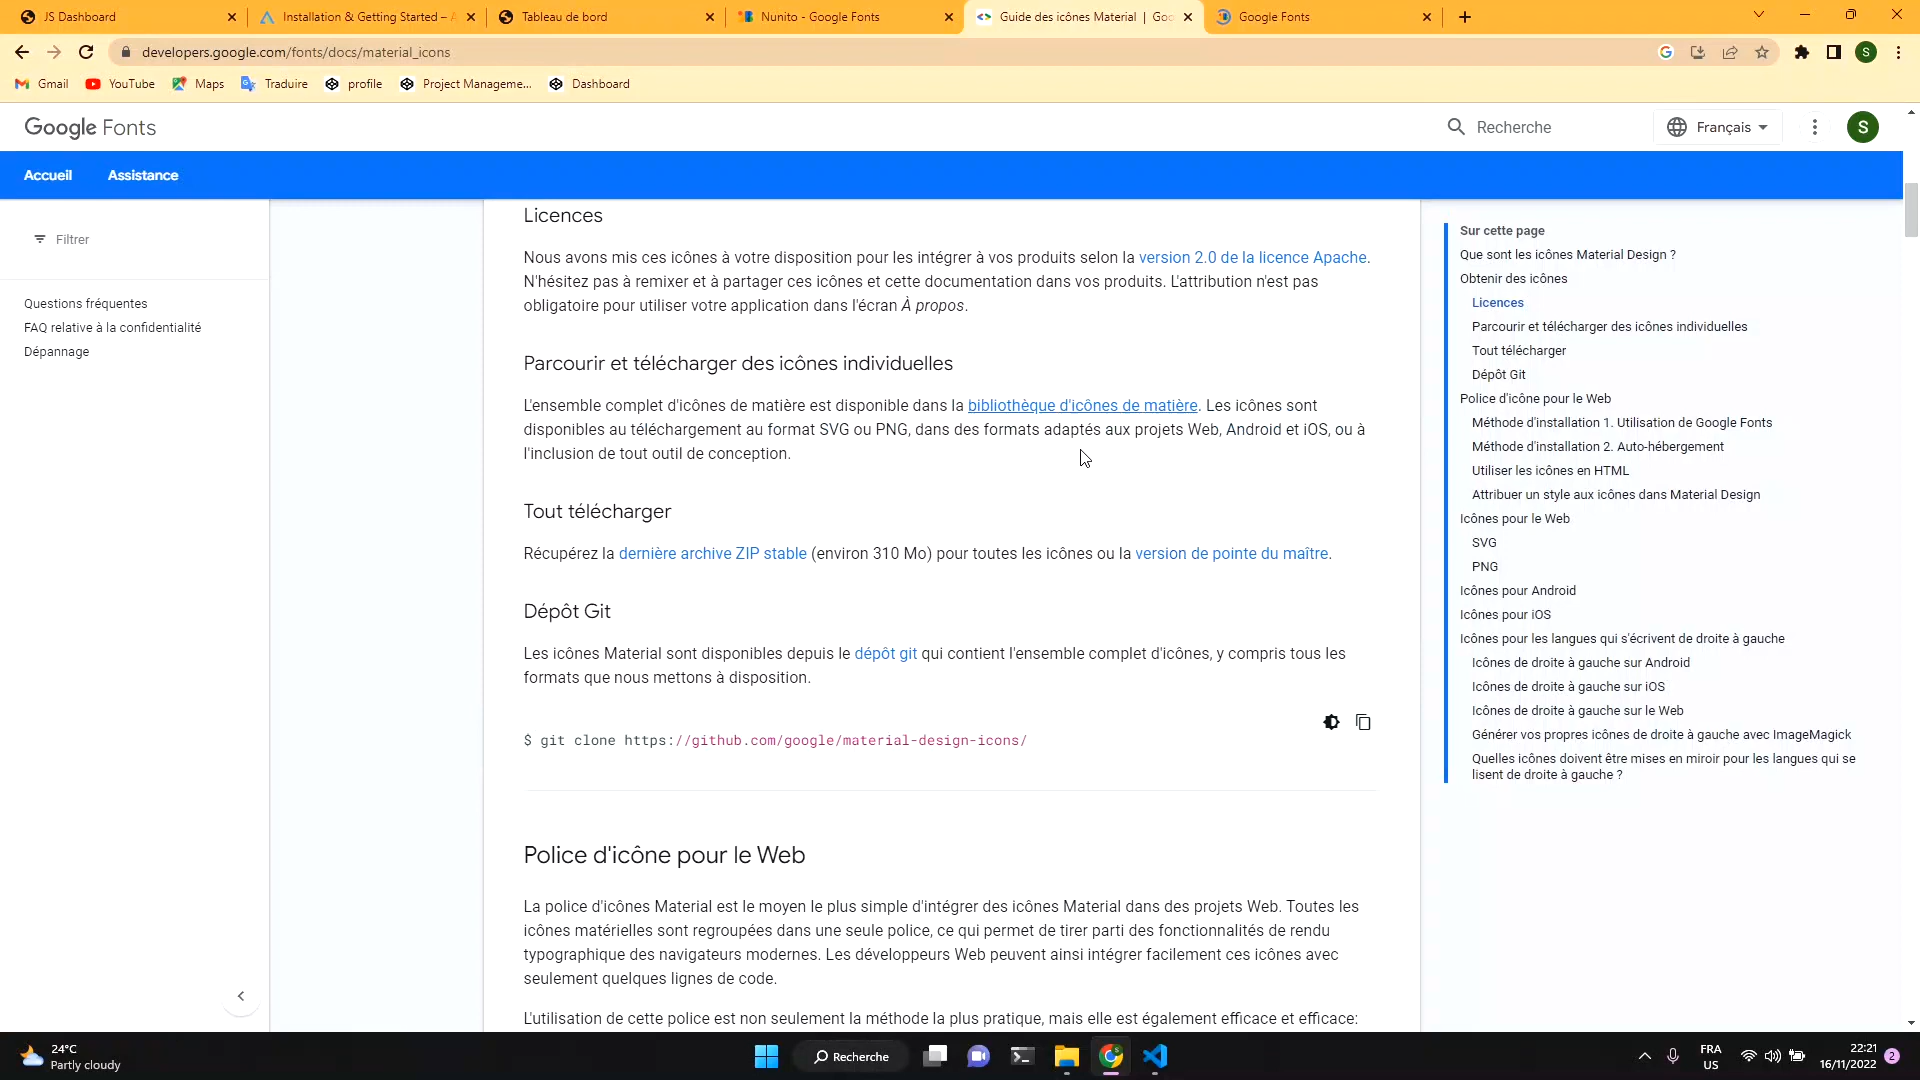 JS Dashboard
Installation & Getting Started –
Tableau de bord
Nunito - Google Fonts
Guide des icônes Material | Goo
Google Fonts
developers.google.com/fonts/docs/material_icons
S
Gmail
YouTube
Maps
Traduire
profile
Project Manageme...
Dashboard
Google Fonts
Recherche
Français
S
Accueil
Assistance
Filtrer
Questions fréquentes
FAQ relative à la confidentialité
Dépannage
Licences
Nous avons mis ces icônes à votre disposition pour les intégrer à vos produits selon la version 2.0 de la licence Apache.
N'hésitez pas à remixer et à partager ces icônes et cette documentation dans vos produits. L'attribution n'est pas
obligatoire pour utiliser votre application dans l'écran À propos.
Parcourir et télécharger des icônes individuelles
L'ensemble complet d'icônes de matière est disponible dans la bibliothèque d'icônes de matière. Les icônes sont
disponibles au téléchargement au format SVG ou PNG, dans des formats adaptés aux projets Web, Android et iOS, ou à
l'inclusion de tout outil de conception.
Tout télécharger
Récupérez la dernière archive ZIP stable (environ 310 Mo) pour toutes les icônes ou la version de pointe du maître.
Dépôt Git
Les icônes Material sont disponibles depuis le dépôt git qui contient l'ensemble complet d'icônes, y compris tous les
formats que nous mettons à disposition.
$ git clone https://github.com/google/material-design-icons/
Police d'icône pour le Web
La police d'icônes Material est le moyen le plus simple d'intégrer des icônes Material dans des projets Web. Toutes les
icônes matérielles sont regroupées dans une seule police, ce qui permet de tirer parti des fonctionnalités de rendu
typographique des navigateurs modernes. Les développeurs Web peuvent ainsi intégrer facilement ces icônes avec
seulement quelques lignes de code.
L'utilisation de cette police est non seulement la méthode la plus pratique, mais elle est également efficace et efficace:
Sur cette page
Que sont les icônes Material Design ?
Obtenir des icônes
Licences
Parcourir et télécharger des icônes individuelles
Tout télécharger
Dépôt Git
Police d'icône pour le Web
Méthode d'installation 1. Utilisation de Google Fonts
Méthode d'installation 2. Auto-hébergement
Utiliser les icônes en HTML
Attribuer un style aux icônes dans Material Design
Icônes pour le Web
SVG
PNG
Icônes pour Android
Icônes pour iOS
Icônes pour les langues qui s'écrivent de droite à gauche
Icônes de droite à gauche sur Android
Icônes de droite à gauche sur iOS
Icônes de droite à gauche sur le Web
Générer vos propres icônes de droite à gauche avec ImageMagick
Quelles icônes doivent être mises en miroir pour les langues qui se
lisent de droite à gauche ?
24°C
Partly cloudy
Recherche
FRA
US
22:21
16/11/2022
2